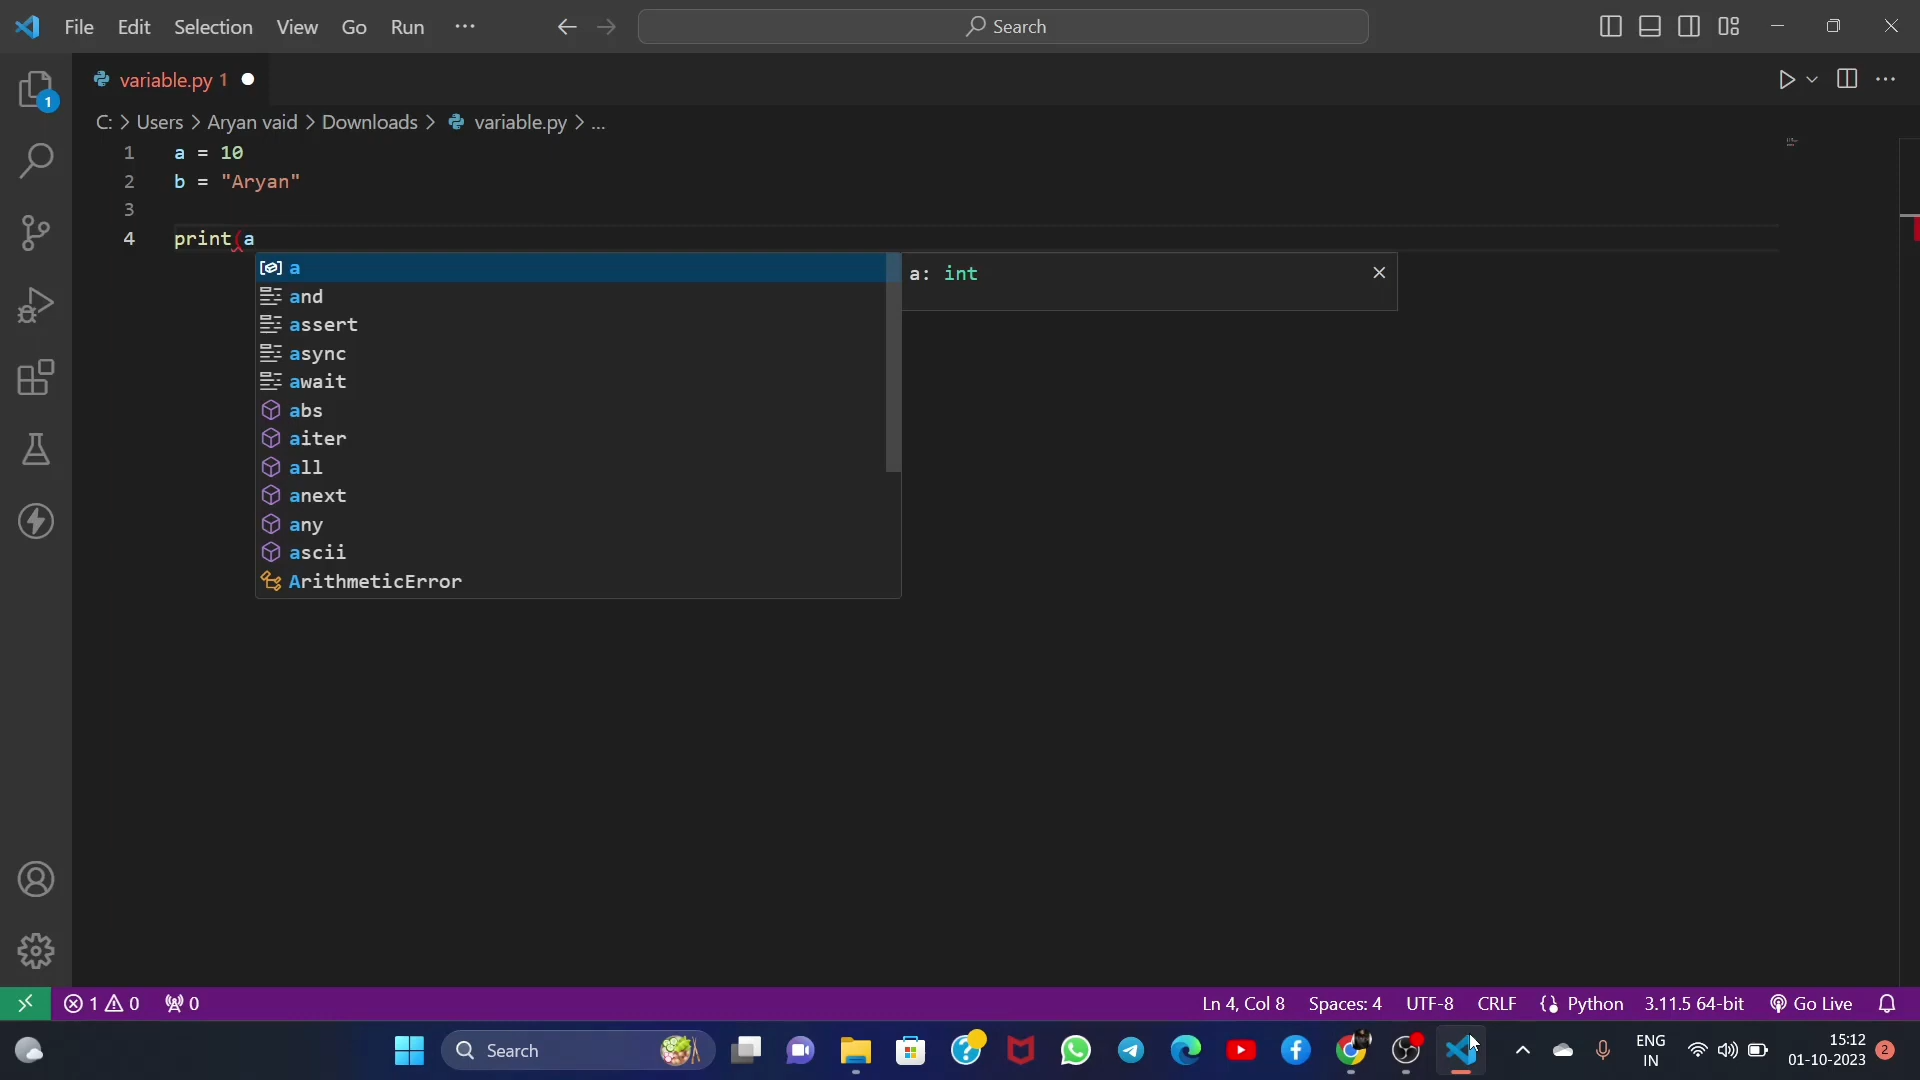 File Edit Selection View Go Run ··· Search
variable.py 1
C: > Users > Aryan vaid > Downloads > variable.py > ...
1 a = 10
2 b = "Aryan"
3
4 print(a
a
a: int
and
assert
async
await
abs
aiter
all
anext
any
ascii
ArithmeticError
1
0 0 Ln 4, Col 8 Spaces: 4 UTF-8 CRLF {} Python 3.11.5 64-bit Go Live
Search ENG 15:12
IN 01-10-2023 2